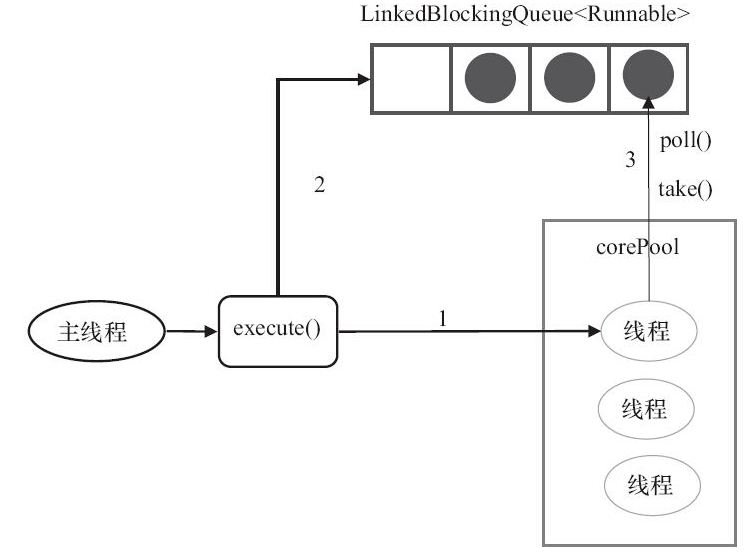 LinkedBlockingQueue<Runnable>
poll()
3
2
take()
corePool
主线程
execute()
1
线程
线程
线程